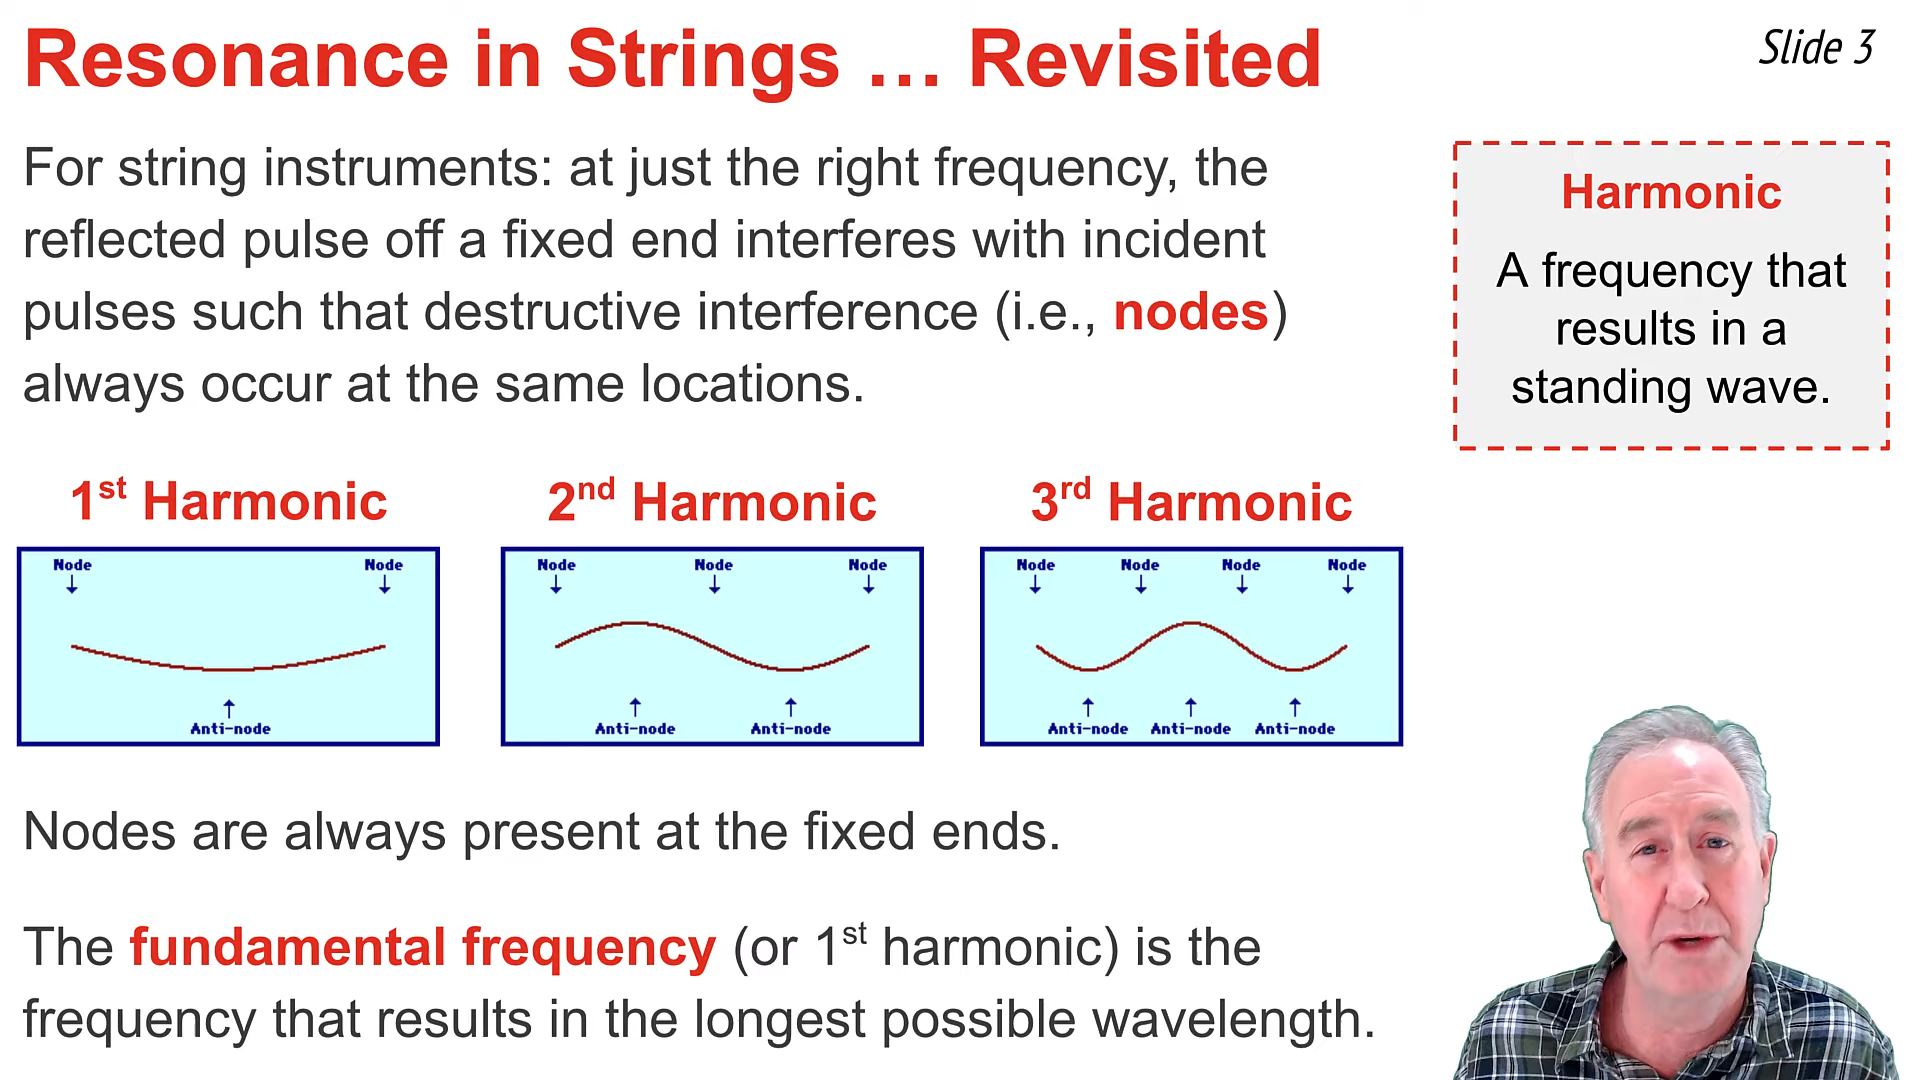 Resonance in Strings … Revisited
Slide 3
For string instruments: at just the right frequency, the
reflected pulse off a fixed end interferes with incident
pulses such that destructive interference (i.e., nodes)
always occur at the same locations.
Harmonic
A frequency that
results in a
standing wave.
1st Harmonic
Node Node
Anti-node
2nd Harmonic
Node Node Node
Anti-node Anti-node
3rd Harmonic
Node Node Node Node
Anti-node Anti-node Anti-node
Nodes are always present at the fixed ends.
The fundamental frequency (or 1st harmonic) is the
frequency that results in the longest possible wavelength.